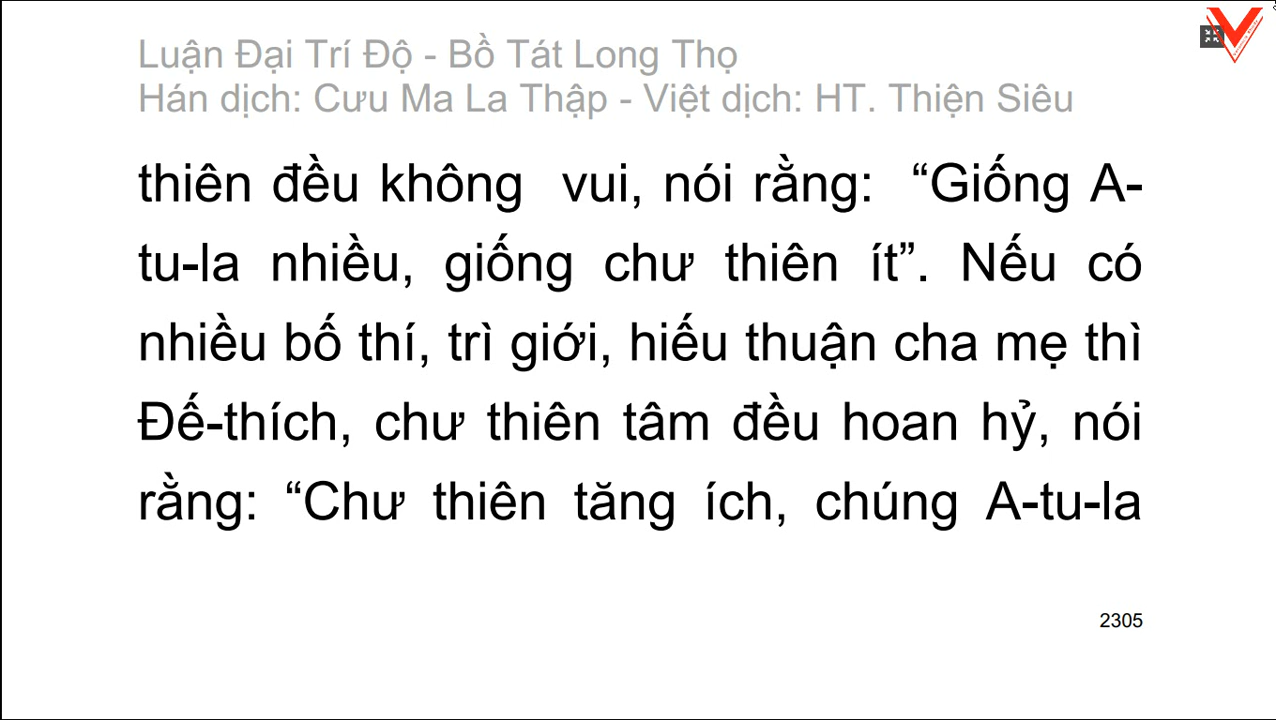 Luận Đại Trí Độ - Bồ Tát Long Thọ
Hán dịch: Cưu Ma La Thập - Việt dịch: HT. Thiện Siêu
thiên đều không vui, nói rằng: “Giống A-
tu-la nhiều, giống chư thiên ít”. Nếu có
nhiều bố thí, trì giới, hiếu thuận cha mẹ thì
Đế-thích, chư thiên tâm đều hoan hỷ, nói
rằng: “Chư thiên tăng ích, chúng A-tu-la
2305